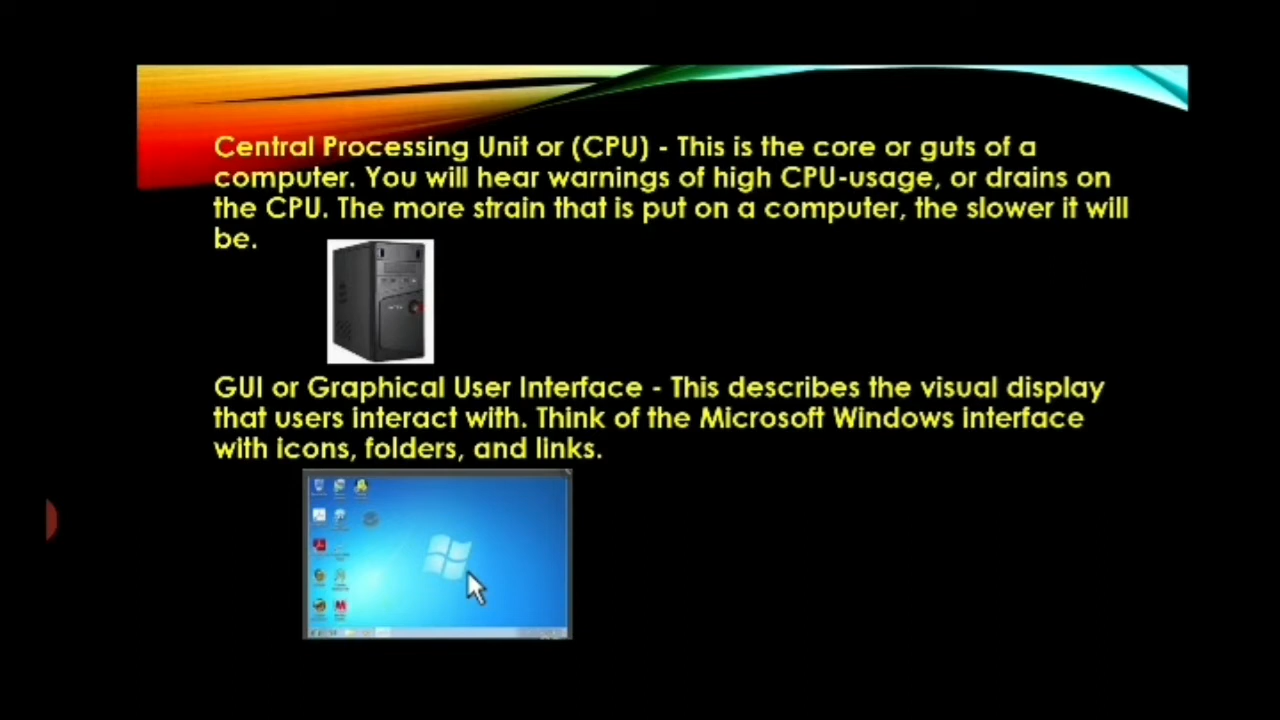 Central Processing Unit or (CPU) - This is the core or guts of a
computer. You will hear warnings of high CPU-usage, or drains on
the CPU. The more strain that is put on a computer, the slower it will
be.
GUI or Graphical User Interface - This describes the visual display
that users interact with. Think of the Microsoft Windows interface
with icons, folders, and links.